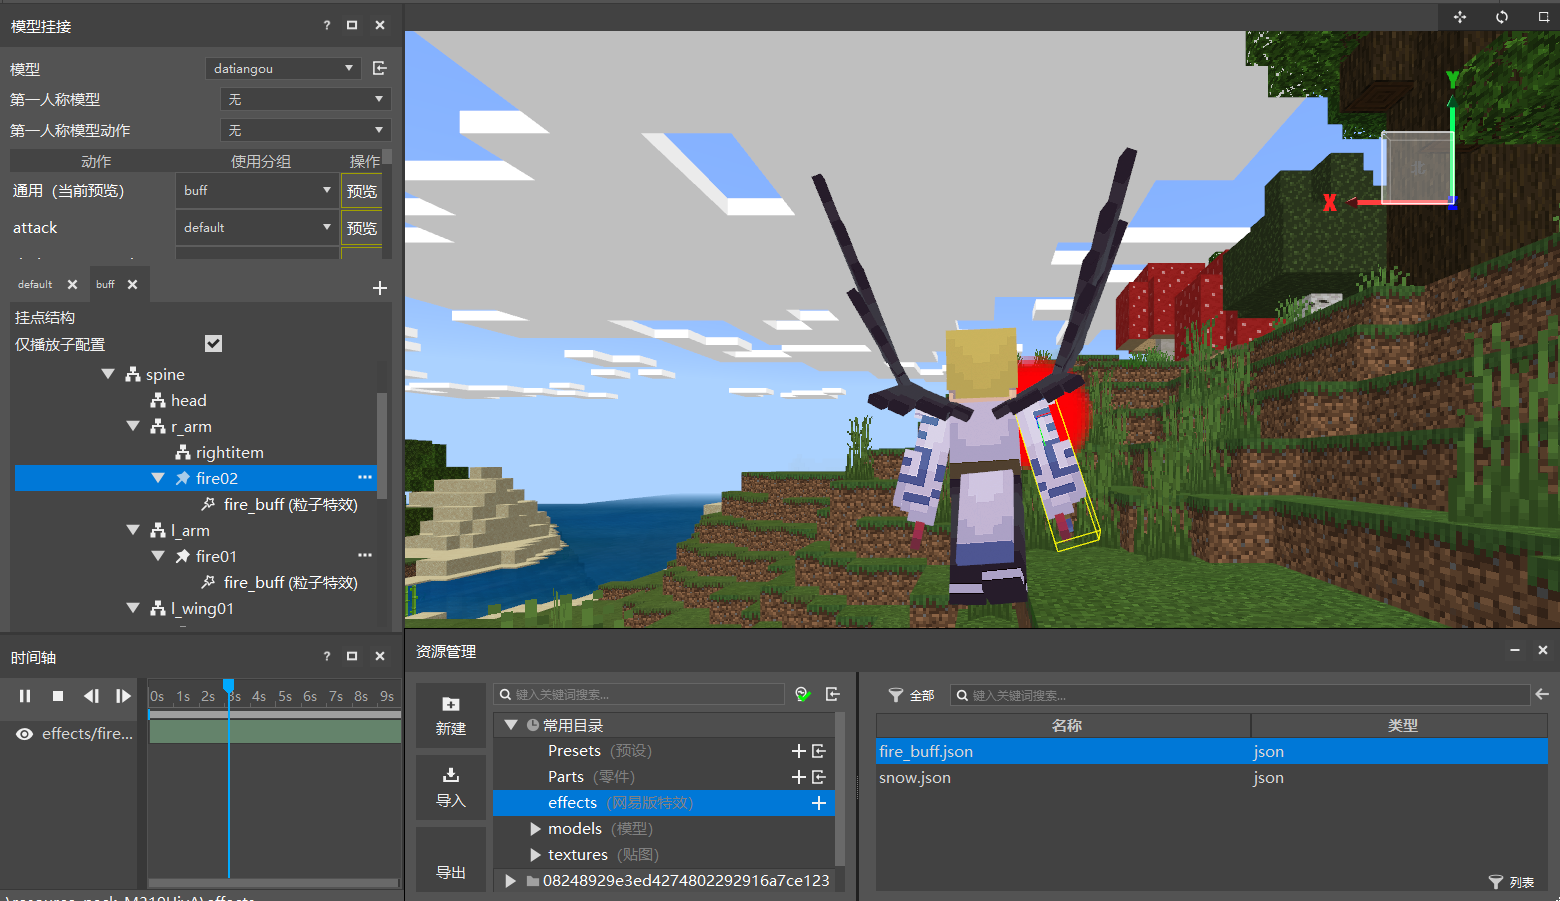 模型挂接
?
模型
datiangou
第一人称模型
无
第一人称模型动作
无
动作 使用分组 操作
通用（当前预览） buff 预览
attack default 预览
default buff
挂点结构
仅播放子配置
spine
head
r_arm
rightitem
fire02
fire_buff (粒子特效)
l_arm
fire01
fire_buff (粒子特效)
l_wing01
Y
X
北
时间轴
?
0s 1s 2s 3s 4s 5s 6s 7s 8s 9s
effects/fire...
资源管理
新建
导入
导出
键入关键词搜索...
常用目录
Presets (预设)
Parts (零件)
effects (网易版特效)
models (模型)
textures (贴图)
08248929e3ed4274802292916a7ce123
全部
键入关键词搜索...
名称 类型
fire_buff.json json
snow.json json
列表